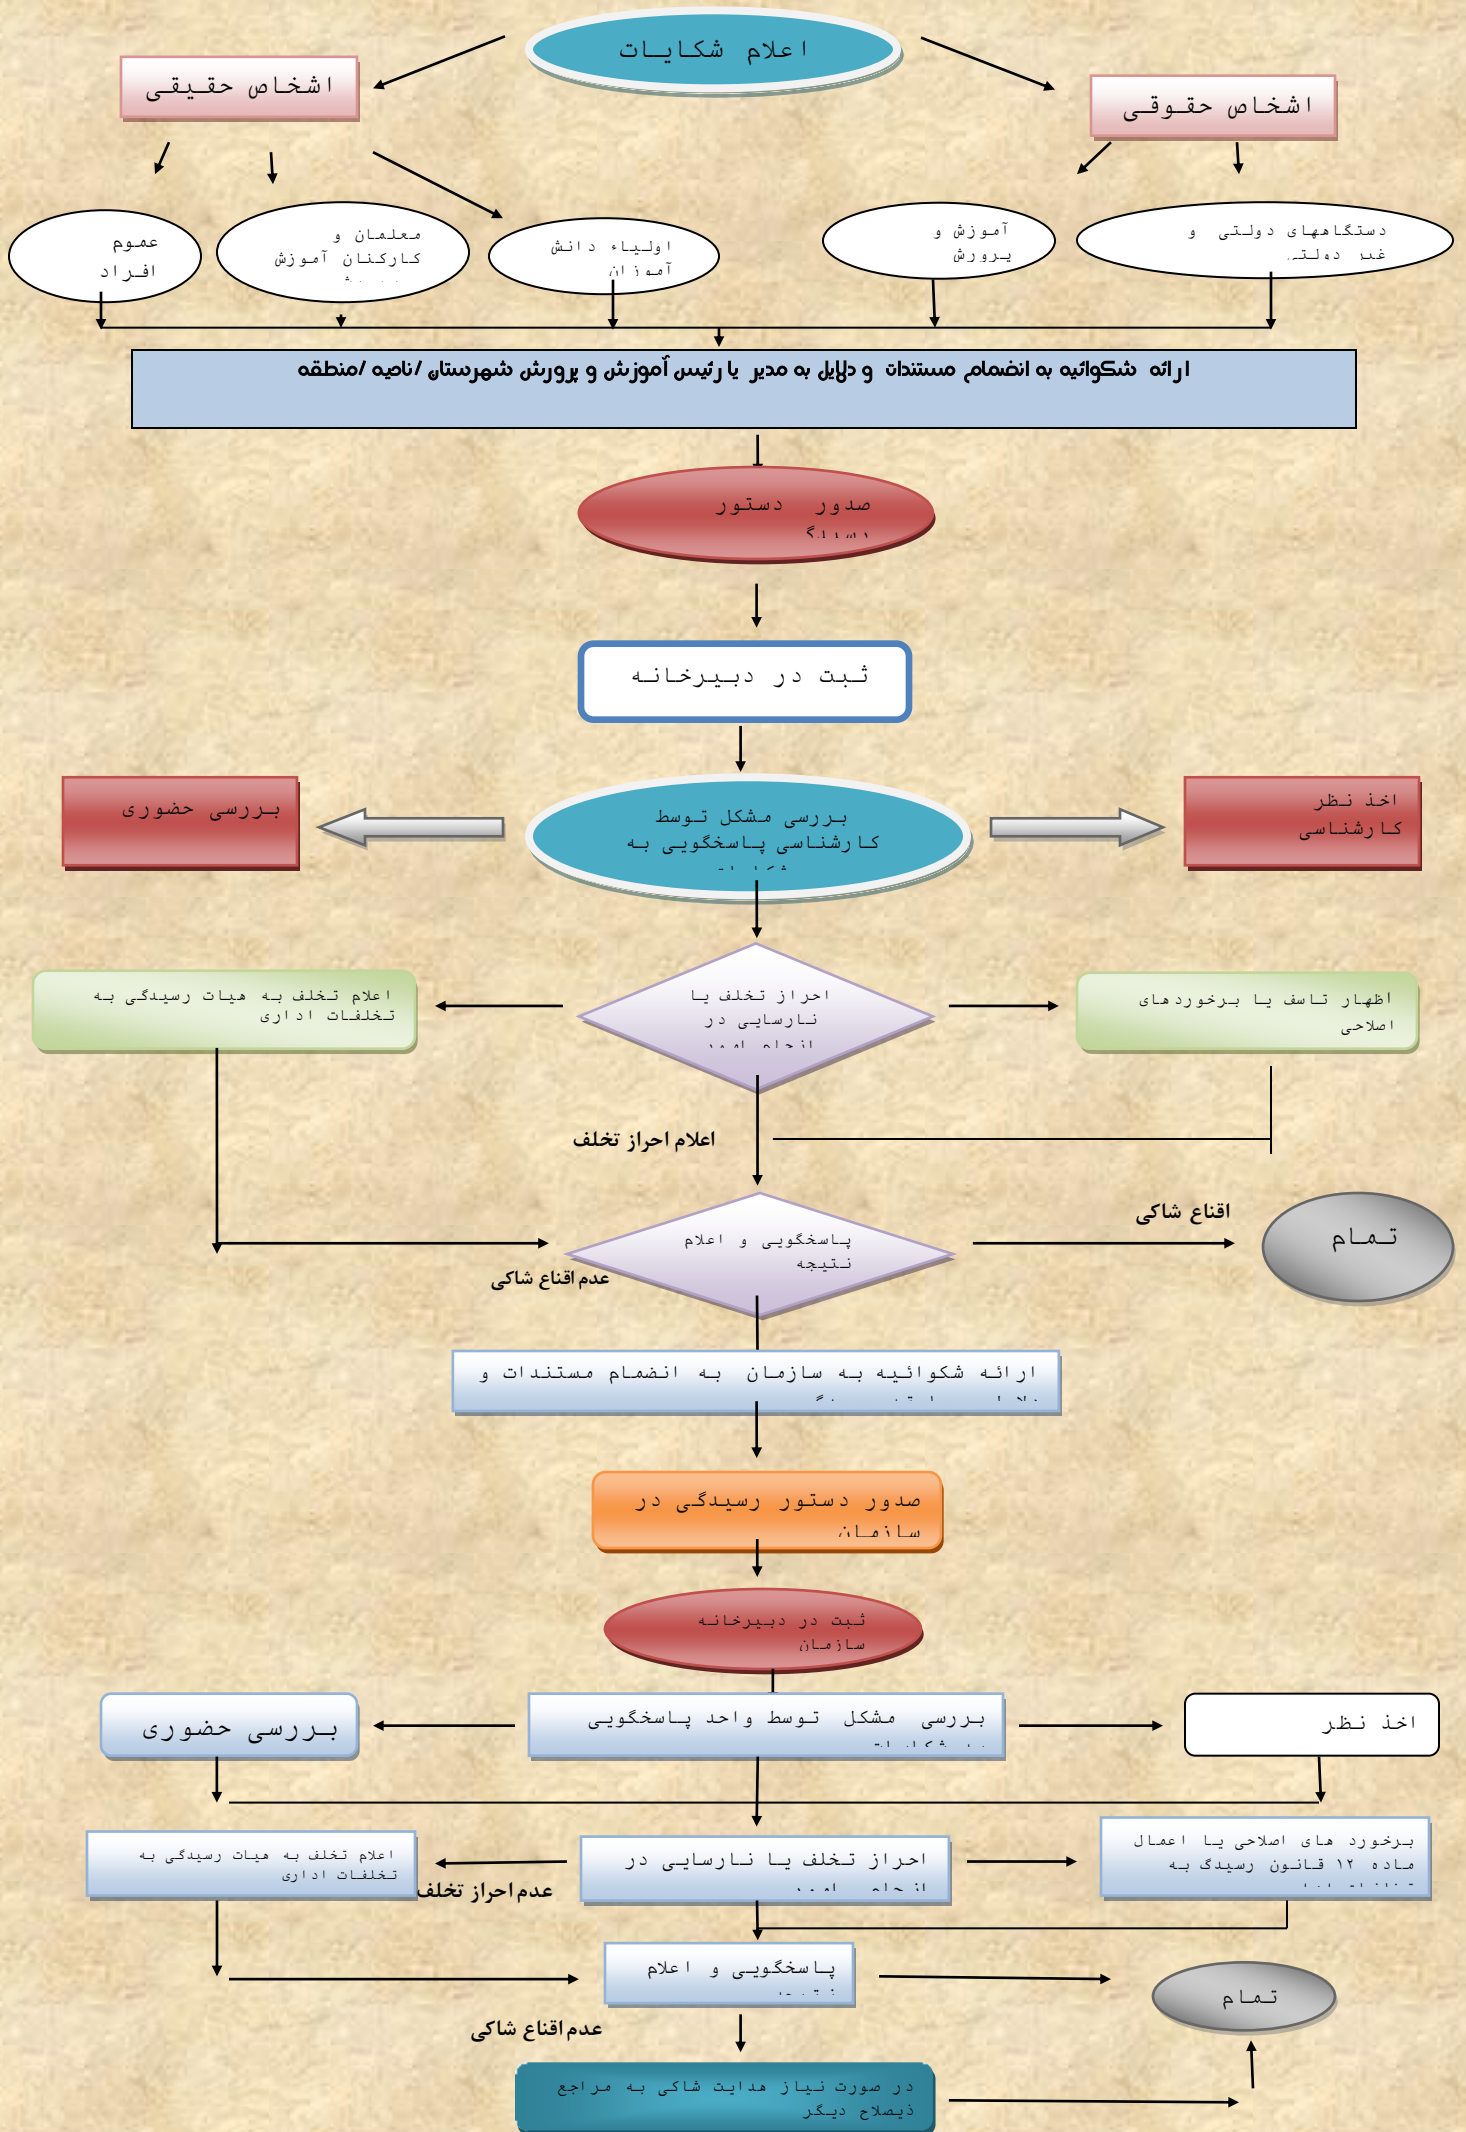 اعلام شکایات
اشخاص حقوقی
اشخاص حقیقی
دستگاههای دولتی و
غیر دولتی
آموزش و
پرورش
اولیاء دانش
آموزان
معلمان و
کارکنان آموزش
عموم
افراد
ارائه شکوائیه به انضمام مستندات و دلایل به مدیر یا رئیس آموزش و پرورش شهرستان /ناحیه /منطقه
صدور دستور
ثبت در دبیرخانه
اخذ نظر
کارشناسی
بررسی مشکل توسط
کارشناسی پاسخگویی به
بررسی حضوری
اظهار تاسف یا برخوردهای
اصلاحی
احراز تخلف یا
نارسایی در
اعلام تخلف به هیات رسیدگی به
تخلفات اداری
اعلام احراز تخلف
اقناع شاکی
تمام
پاسخگویی و اعلام
نتیجه
عدم اقناع شاکی
ارائه شکوائیه به سازمان به انضمام مستندات و
صدور دستور رسیدگی در
سازمان
ثبت در دبیرخانه
سازمان
اخذ نظر
بررسی مشکل توسط واحد پاسخگویی
بررسی حضوری
برخورد های اصلاحی یا اعمال
ماده ۱۲ قانون رسیدگ به
احراز تخلف یا نارسایی در
اعلام تخلف به هیات رسیدگی به
تخلفات اداری
عدم احراز تخلف
پاسخگویی و اعلام
تمام
عدم اقناع شاکی
در صورت نیاز هدایت شاکی به مراجع
ذیصلاح دیگر